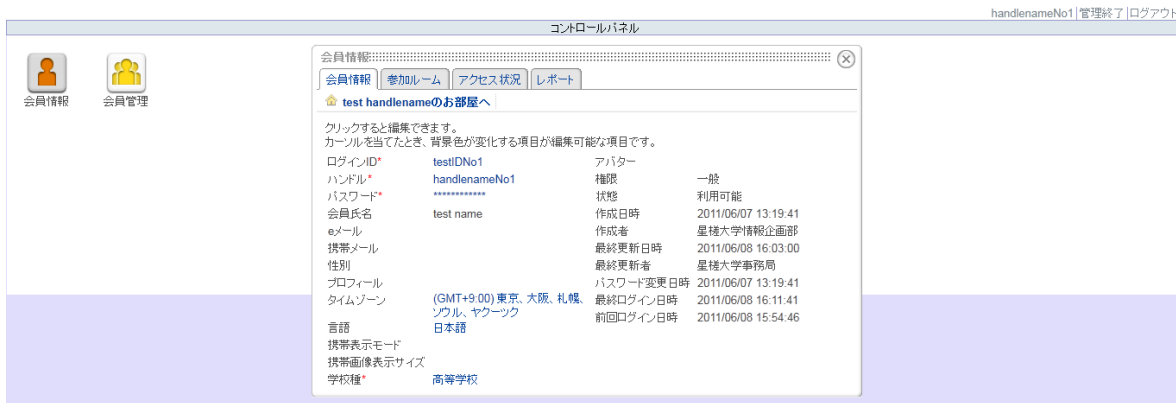 handlenameNo1|管理終了|ログアウト
コントロールパネル
会員情報
会員管理
会員情報
会員情報 参加ルーム アクセス状況 レポート
test handlenameのお部屋へ
クリックすると編集できます。
カーソルを当てたとき、背景色が変化する項目が編集可能な項目です。
ログインID* testIDNo1 アバター
ハンドル* handlenameNo1 権限 一般
パスワード* ************ 状態 利用可能
会員氏名 test name 作成日時 2011/06/07 13:19:41
eメール 作成者 星槎大学情報企画部
携帯メール 最終更新日時 2011/06/08 16:03:00
性別 最終更新者 星槎大学事務局
プロフィール パスワード変更日時 2011/06/07 13:19:41
タイムゾーン (GMT+9:00) 東京、大阪、札幌、 最終ログイン日時 2011/06/08 16:11:41
ソウル、ヤクーツク 前回ログイン日時 2011/06/08 15:54:46
言語 日本語
携帯表示モード
携帯画像表示サイズ
学校種* 高等学校